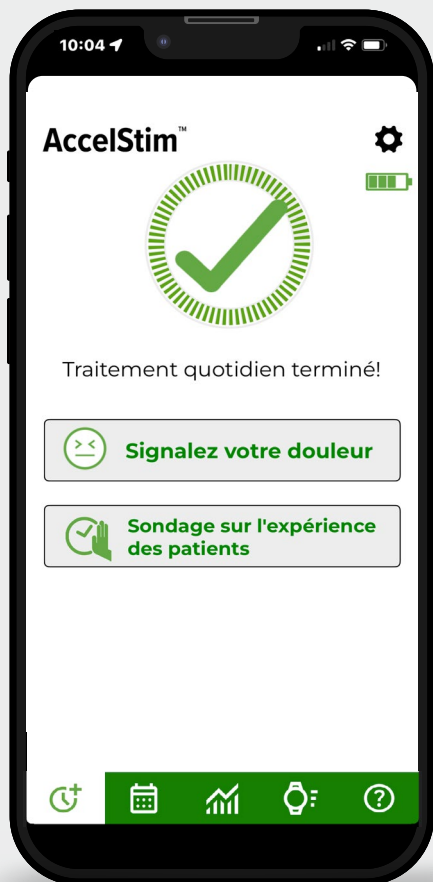 10:04
AccelStim™
Traitement quotidien terminé!
Signalez votre douleur
Sondage sur l'expérience
des patients